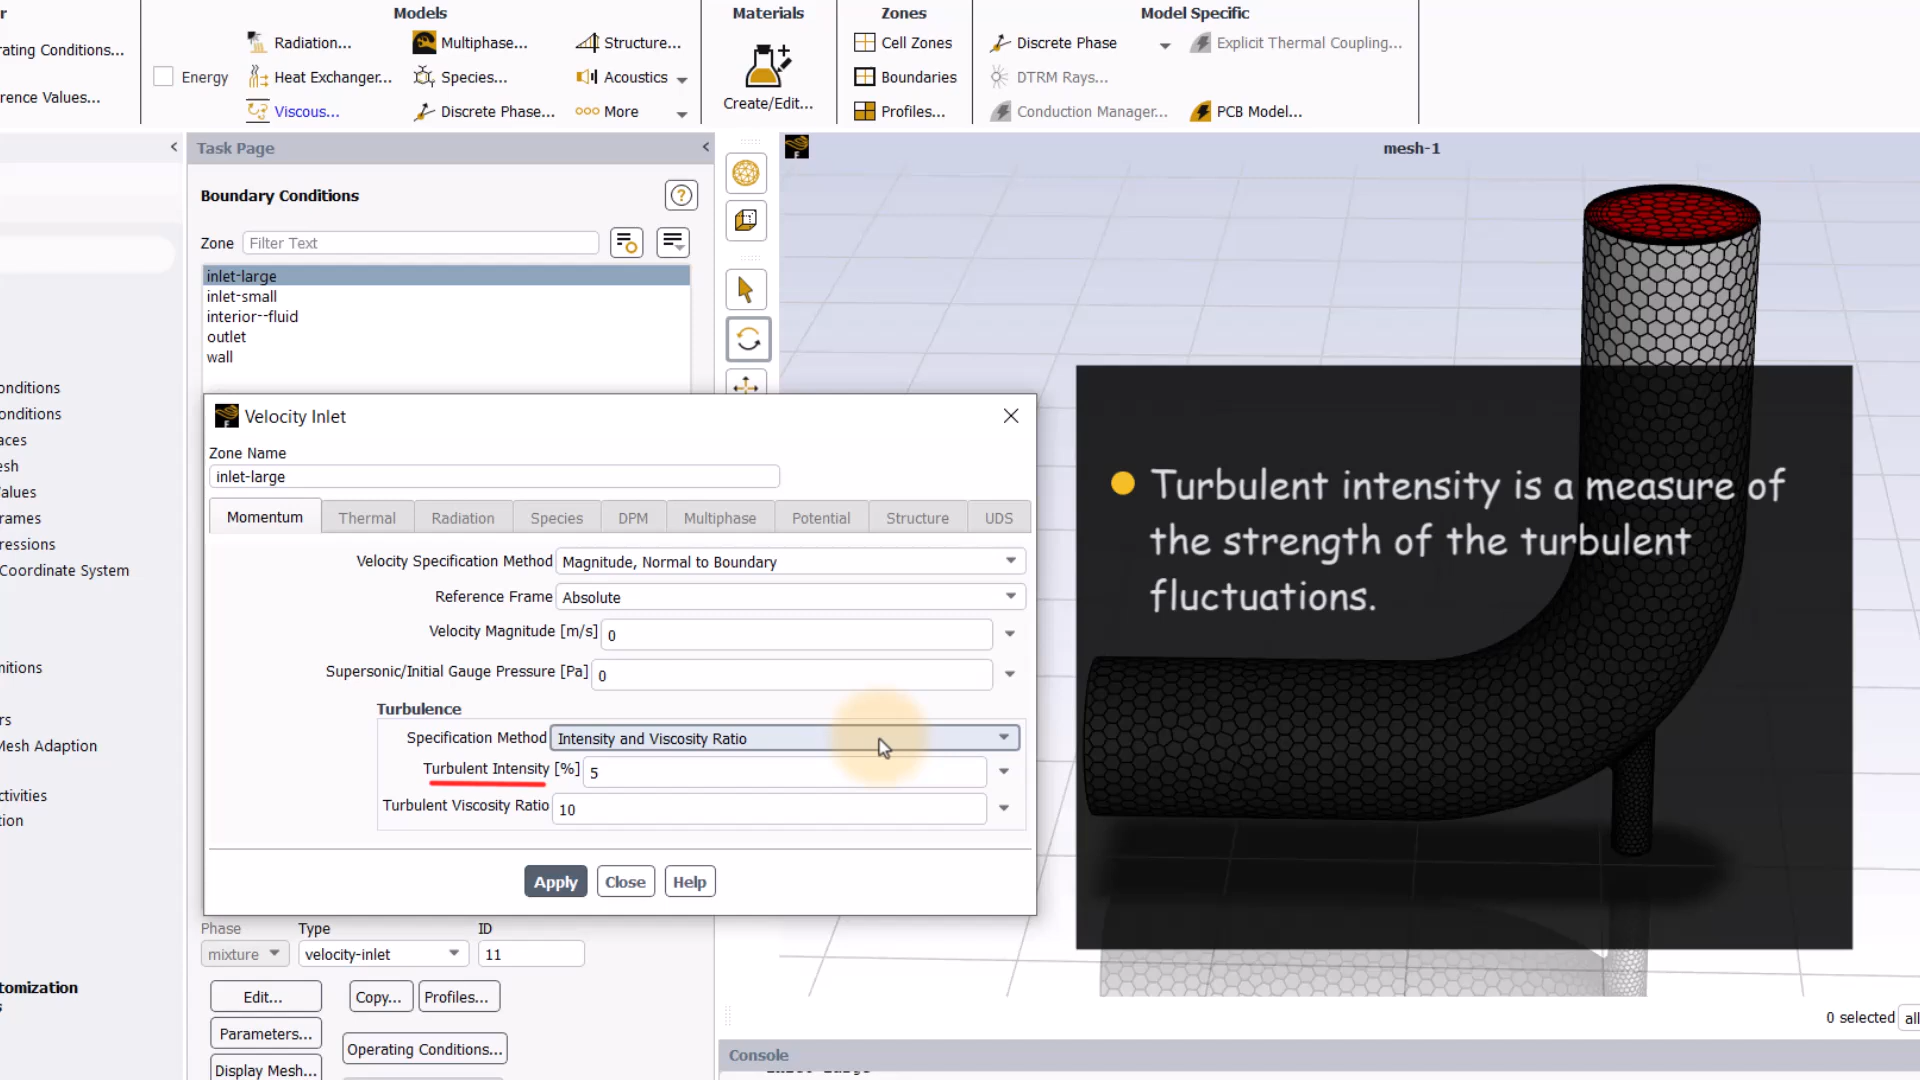 Models
Materials
Zones
Model Specific
rating Conditions...
rence Values...
Energy
Radiation...
Heat Exchanger...
Viscous...
Multiphase...
Species...
Discrete Phase...
Structure...
Acoustics
More
Create/Edit...
Cell Zones
Boundaries
Profiles...
Discrete Phase
DTRM Rays...
Conduction Manager...
Explicit Thermal Coupling...
PCB Model...
Task Page
mesh-1
Boundary Conditions
Zone
Filter Text
inlet-large
inlet-small
interior--fluid
outlet
wall
onditions
onditions
aces
esh
alues
rames
ressions
Coordinate System
nitions
rs
Mesh Adaption
ctivities
tion
tomization
Velocity Inlet
Zone Name
inlet-large
Momentum
Thermal
Radiation
Species
DPM
Multiphase
Potential
Structure
UDS
Velocity Specification Method Magnitude, Normal to Boundary
Reference Frame Absolute
Velocity Magnitude [m/s] 0
Supersonic/Initial Gauge Pressure [Pa] 0
Turbulence
Specification Method Intensity and Viscosity Ratio
Turbulent Intensity [%] 5
Turbulent Viscosity Ratio 10
Apply
Close
Help
Turbulent intensity is a measure of
the strength of the turbulent
fluctuations.
Phase
Type
ID
mixture
velocity-inlet
11
Edit...
Copy...
Profiles...
Parameters...
Operating Conditions...
Display Mesh...
0 selected
all
Console